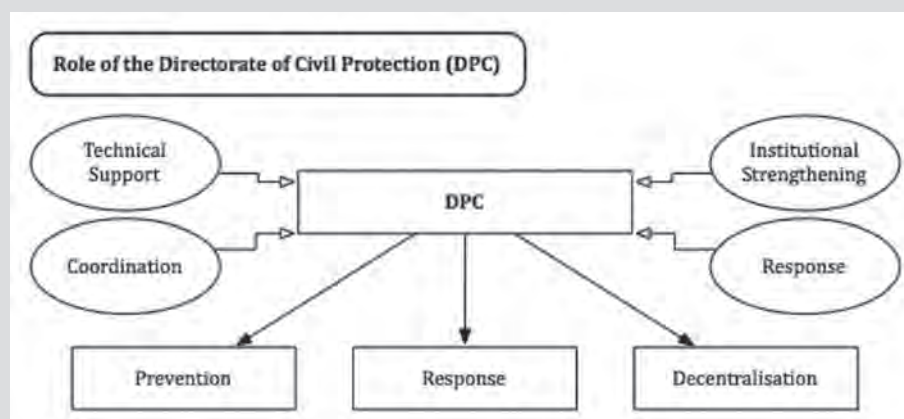 Role of the Directorate of Civil Protection (DPC)
Technical
Support
Institutional
Strengthening
DPC
Coordination
Response
Prevention
Response
Decentralisation